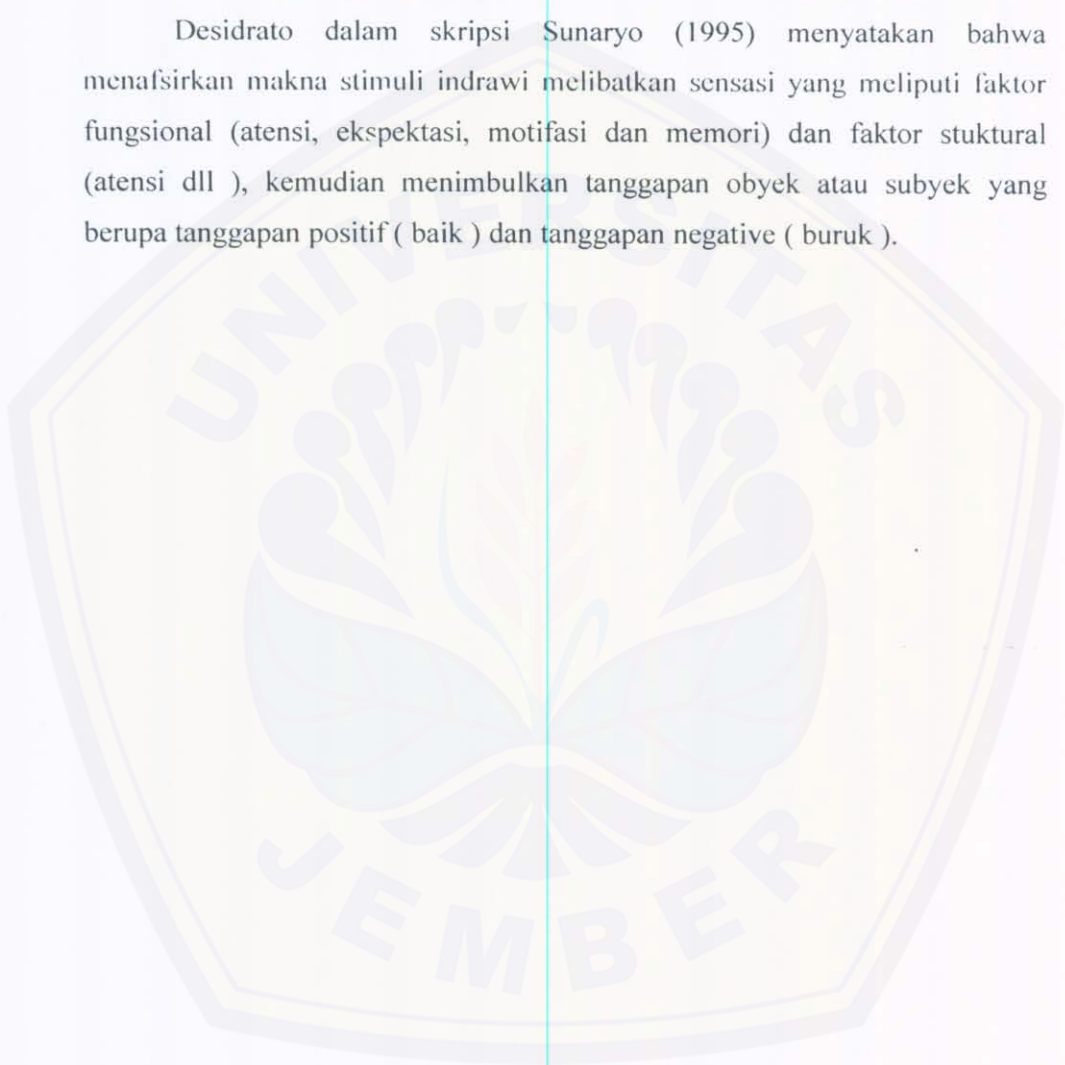 Desidrato dalam skripsi Sunaryo (1995) menyatakan bahwa
menafsirkan makna stimuli indrawi melibatkan sensasi yang meliputi faktor
fungsional (atensi, ekspektasi, motifasi dan memori) dan faktor stuktural
(atensi dll ), kemudian menimbulkan tanggapan obyek atau subyek yang
berupa tanggapan positif ( baik ) dan tanggapan negative ( buruk ).
UNIVERSITAS
JEMBER